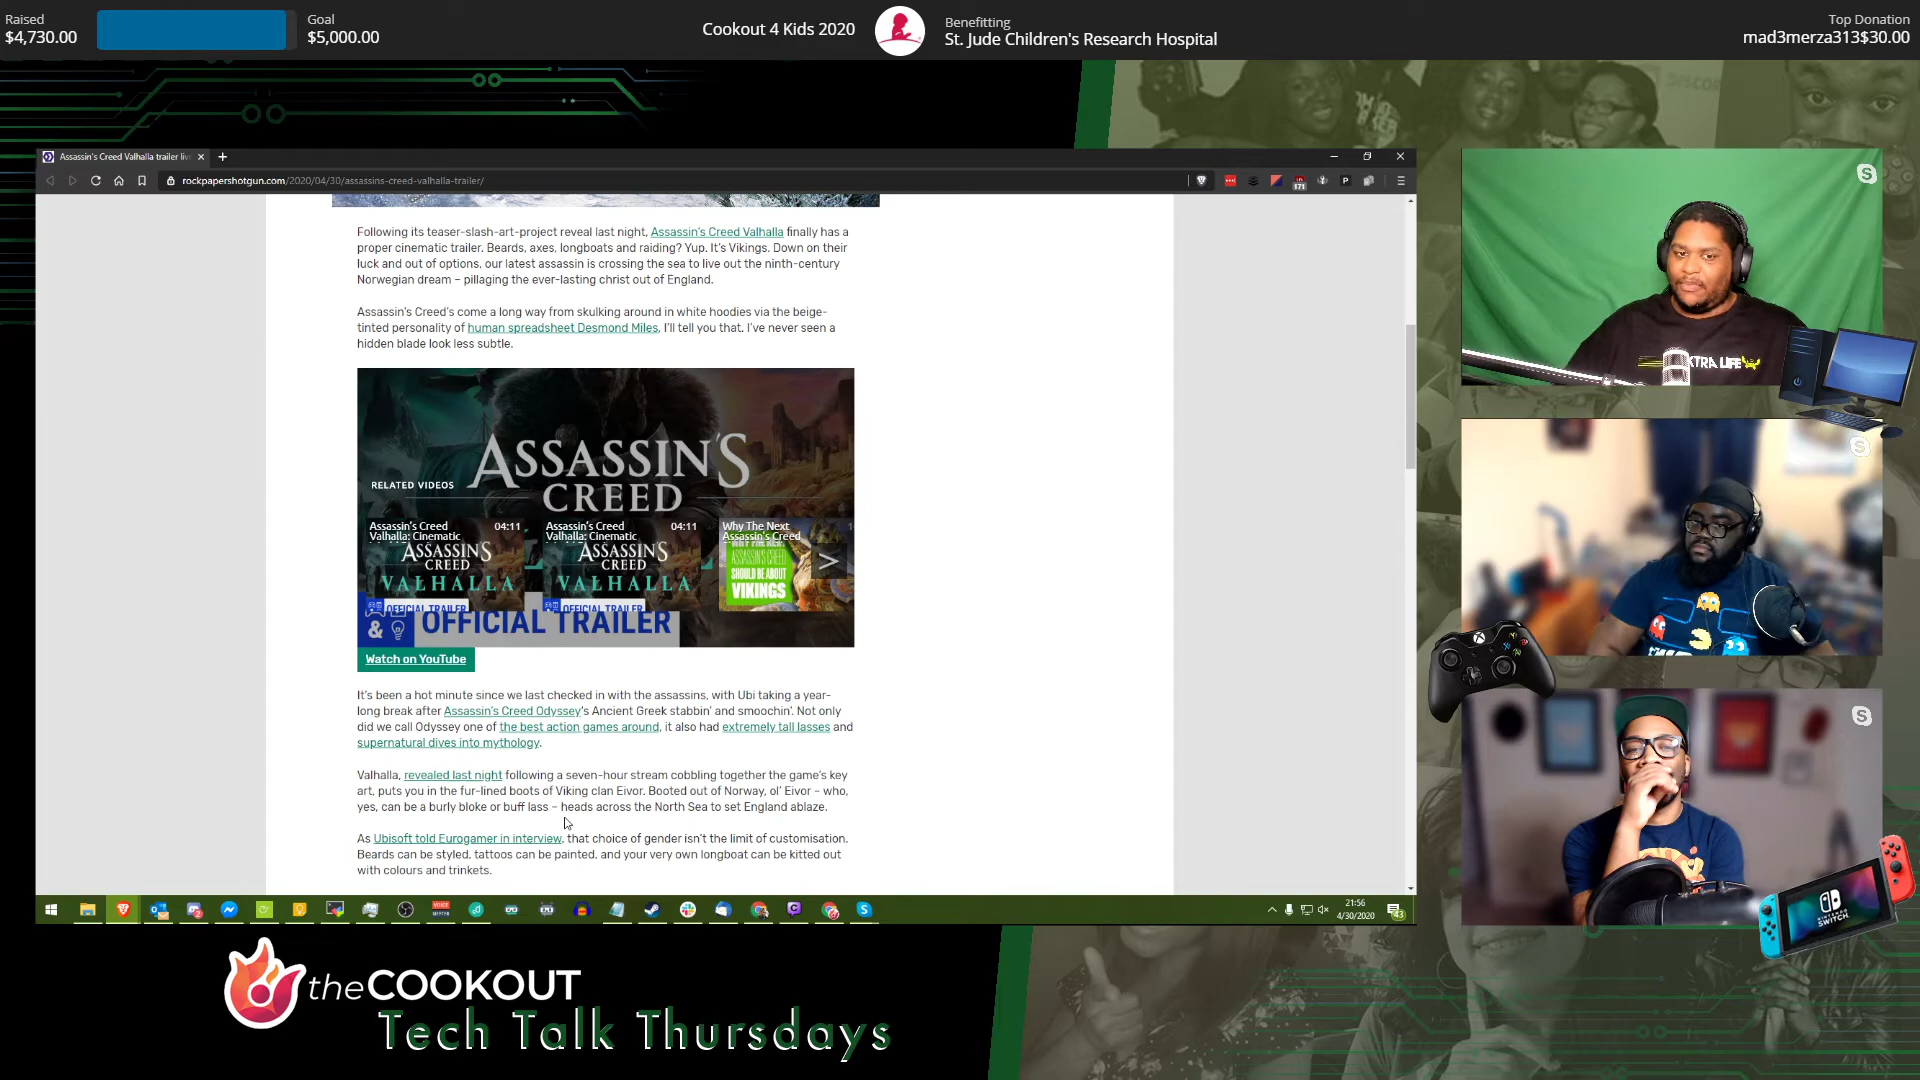 Raised
$4,730.00
Goal
$5,000.00
Cookout 4 Kids 2020
Benefitting
St. Jude Children's Research Hospital
Top Donation
mad3merza313$30.00
Assassin's Creed Valhalla trailer liv
rockpapershotgun.com/2020/04/30/assassins-creed-valhalla-trailer/
171
Following its teaser-slash-art-project reveal last night, Assassin's Creed Valhalla finally has a
proper cinematic trailer. Beards, axes, longboats and raiding? Yup. It's Vikings. Down on their
luck and out of options, our latest assassin is crossing the sea to live out the ninth-century
Norwegian dream – pillaging the ever-lasting christ out of England.
Assassin's Creed's come a long way from skulking around in white hoodies via the beige-
tinted personality of human spreadsheet Desmond Miles, I'll tell you that. I've never seen a
hidden blade look less subtle.
ASSASSIN'S
CREED
RELATED VIDEOS
Assassin's Creed
Valhalla: Cinematic
04:11
ASSASSIN'S
CREED
VALHALLA
OFFICIAL TRAILER
Assassin's Creed
Valhalla: Cinematic
04:11
ASSASSIN'S
CREED
VALHALLA
OFFICIAL TRAILER
Why The Next
Assassin's Creed
ASSASSIN'S CREED
SHOULD BE ABOUT
VIKINGS
& OFFICIAL TRAILER
Watch on YouTube
It's been a hot minute since we last checked in with the assassins, with Ubi taking a year-
long break after Assassin's Creed Odyssey's Ancient Greek stabbin' and smoochin'. Not only
did we call Odyssey one of the best action games around, it also had extremely tall lasses and
supernatural dives into mythology.
Valhalla, revealed last night following a seven-hour stream cobbling together the game's key
art, puts you in the fur-lined boots of Viking clan Eivor. Booted out of Norway, ol' Eivor – who,
yes, can be a burly bloke or buff lass – heads across the North Sea to set England ablaze.
As Ubisoft told Eurogamer in interview, that choice of gender isn't the limit of customisation.
Beards can be styled, tattoos can be painted, and your very own longboat can be kitted out
with colours and trinkets.
21:56
4/30/2020
43
XTRA LIFE
NINTENDO
SWITCH
theCOOKOUT
Tech Talk Thursdays